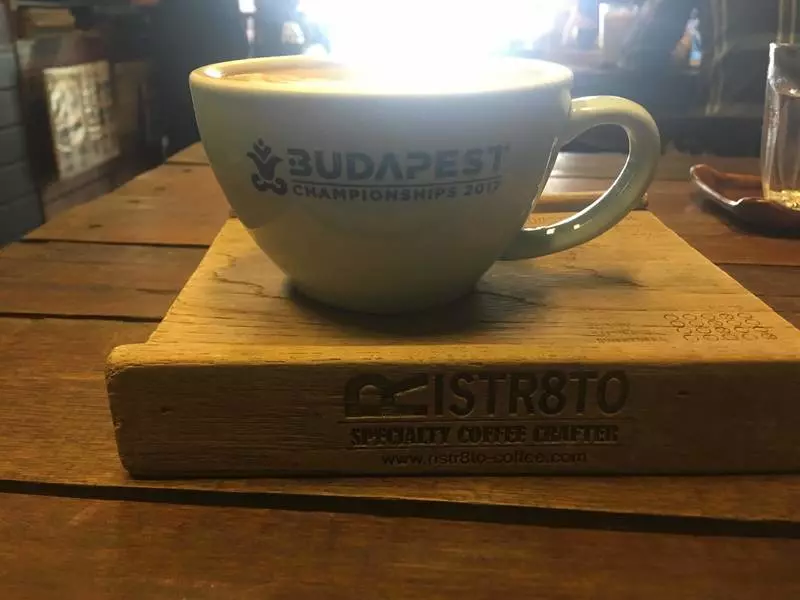 BUDAPEST
CHAMPIONSHIPS 2017
RISTR8TO
SPECIALTY COFFEE CRAFTER
www.ristr8to-coffee.com